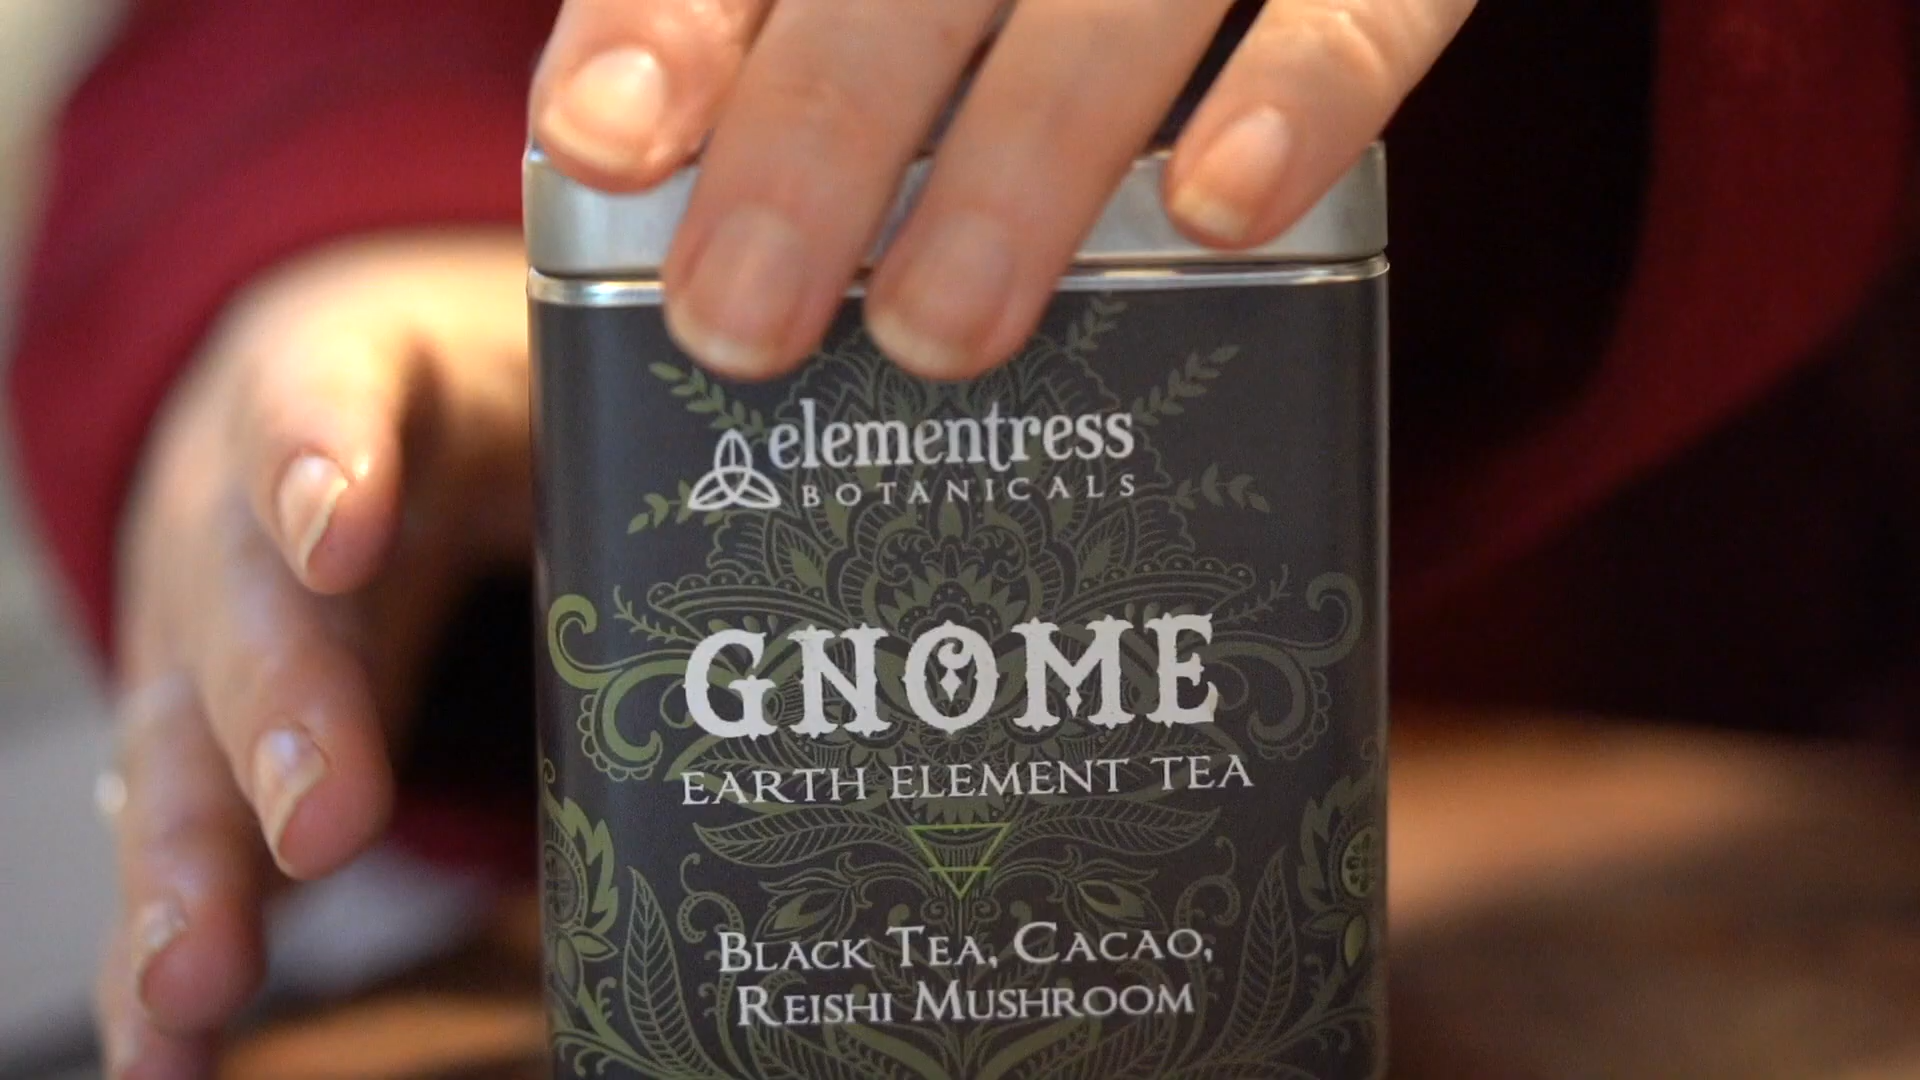 elementress
BOTANICALS
GNOME
EARTH ELEMENT TEA
BLACK TEA, CACAO,
REISHI MUSHROOM